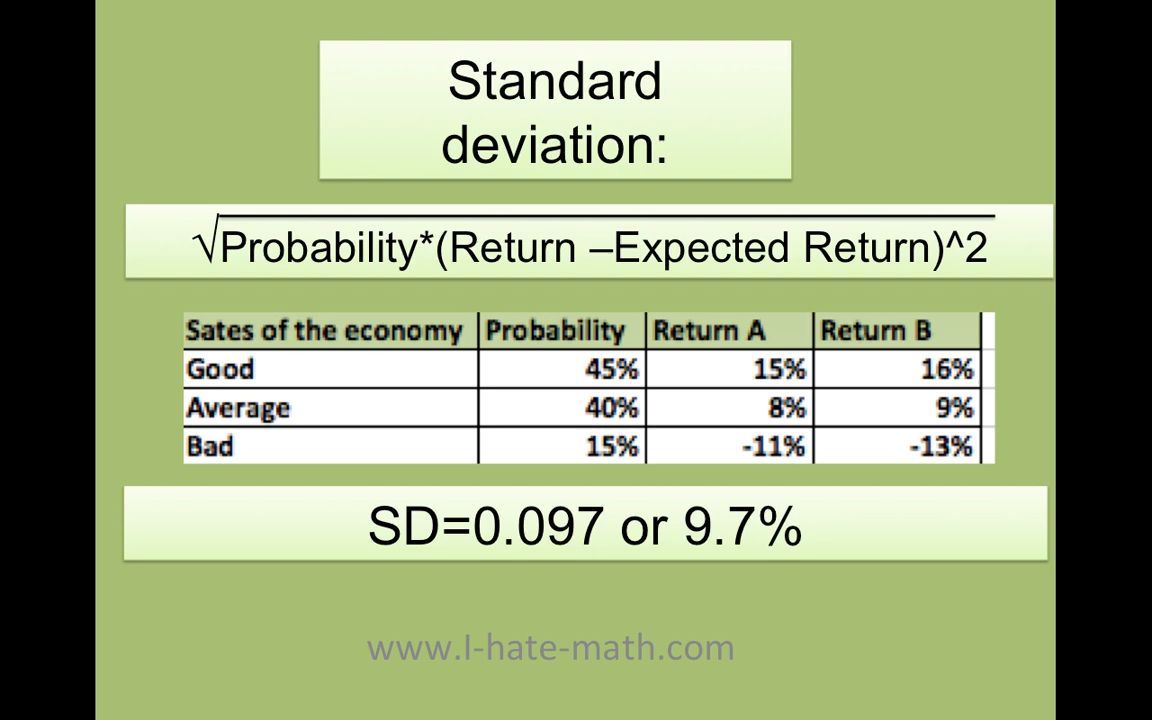 Standard
deviation:
√Probability*(Return –Expected Return)^2
Sates of the economy Probability Return A Return B
Good 45% 15% 16%
Average 40% 8% 9%
Bad 15% -11% -13%
SD=0.097 or 9.7%
www.I-hate-math.com